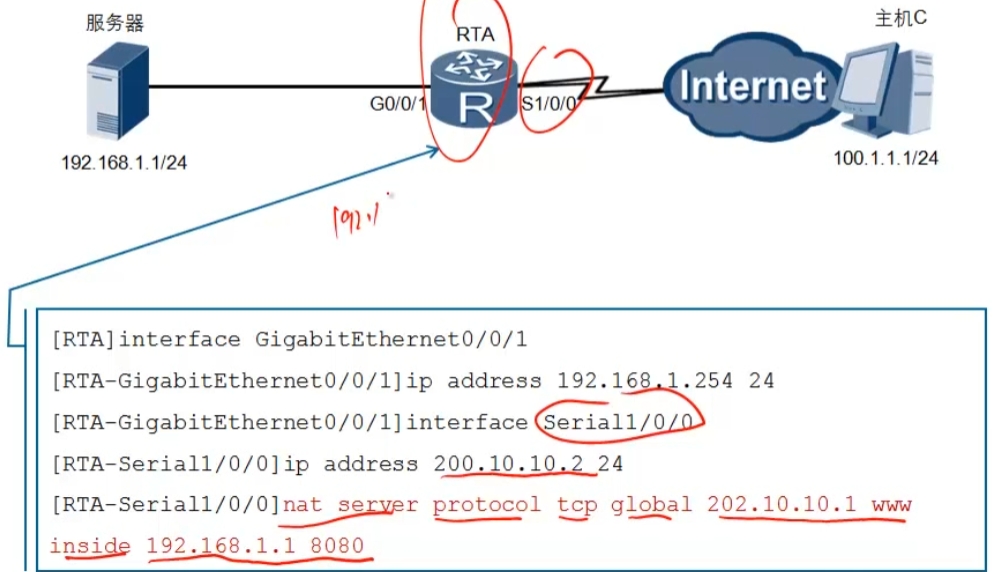 服务器
主机C
RTA
G0/0/1
R
S1/0/0
Internet
192.168.1.1/24
100.1.1.1/24
[RTA]interface GigabitEthernet0/0/1
[RTA-GigabitEthernet0/0/1]ip address 192.168.1.254 24
[RTA-GigabitEthernet0/0/1]interface Serial1/0/0
[RTA-Serial1/0/0]ip address 200.10.10.2 24
[RTA-Serial1/0/0]nat server protocol tcp global 202.10.10.1 www
inside 192.168.1.1 8080